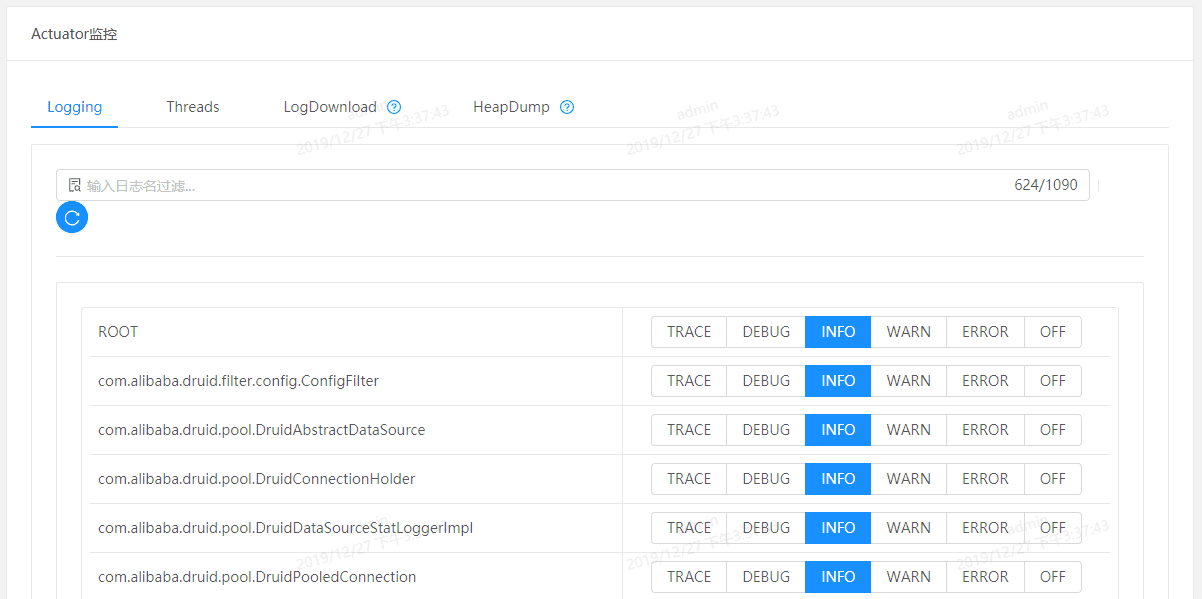 Actuator监控
Logging Threads LogDownload HeapDump
admin admin admin
2019/12/27 下午3:37:43 2019/12/27 下午3:37:43 2019/12/27 下午3:37:43
输入日志名过滤... 624/1090
ROOT TRACE DEBUG INFO WARN ERROR OFF
com.alibaba.druid.filter.config.ConfigFilter TRACE DEBUG INFO WARN ERROR OFF
com.alibaba.druid.pool.DruidAbstractDataSource TRACE DEBUG INFO WARN ERROR OFF
com.alibaba.druid.pool.DruidConnectionHolder TRACE DEBUG INFO WARN ERROR OFF
com.alibaba.druid.pool.DruidDataSourceStatLoggerImpl TRACE DEBUG INFO WARN ERROR OFF
admin admin admin
2019/12/27 下午3:37:43 2019/12/27 下午3:37:43 2019/12/27 下午3:37:43
com.alibaba.druid.pool.DruidPooledConnection TRACE DEBUG INFO WARN ERROR OFF